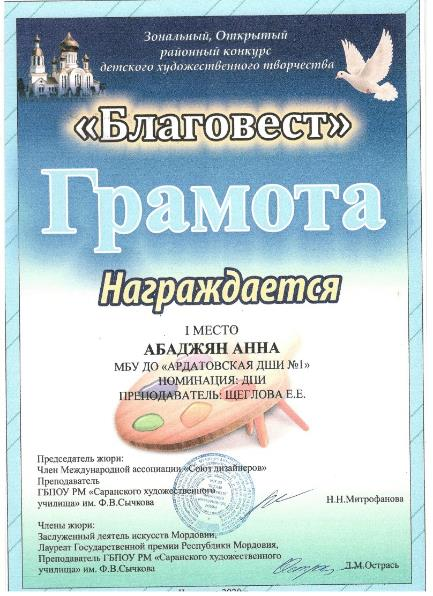 Зональный, Открытый
районный конкурс
детского художественного творчества
«Благовест»
Грамота
Награждается
I МЕСТО
АБАДЖЯН АННА
МБУ ДО «АРДАТОВСКАЯ ДШИ №1»
НОМИНАЦИЯ: ДПИ
ПРЕПОДАВАТЕЛЬ: ЩЕГЛОВА Е.Е.
Председатель жюри:
Член Международной ассоциации «Союз дизайнеров»
Преподаватель
ГБПОУ РМ «Саранского художественного
училища» им. Ф.В.Сычкова
Н.Н.Митрофанова
Члены жюри:
Заслуженный деятель искусств Мордовии,
Лауреат Государственной премии Республики Мордовия,
Преподаватель ГБПОУ РМ «Саранского художественного
училища» им. Ф.В.Сычкова
Д.М.Острась